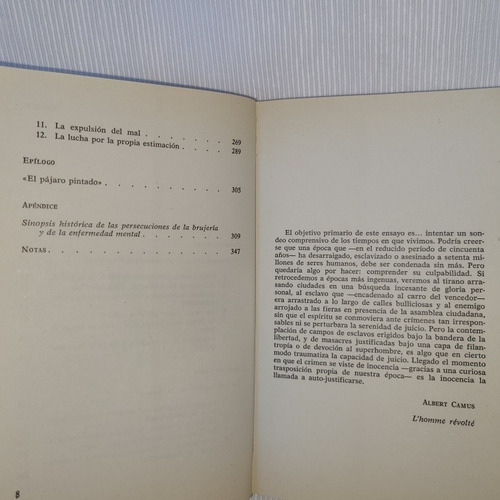 11. La expulsión del mal . . . . . . . 269
12. La lucha por la propia estimación . . . . 289
EPÍLOGO
«El pájaro pintado» . . . . . . . . . 305
APÉNDICE
Sinopsis histórica de las persecuciones de la brujería
y de la enfermedad mental . . . . . . . 309
NOTAS . . . . . . . . . . . . . 347
8
El objetivo primario de este ensayo es... intentar un son-
deo comprensivo de los tiempos en que vivimos. Podría creer-
se que una época que —en el reducido período de cincuenta
años— ha desarraigado, esclavizado o asesinado a setenta mi-
llones de seres humanos, debe ser condenada sin más. Pero
quedaría algo por hacer: comprender su culpabilidad. Si
retrocedemos a épocas más ingenuas, veremos al tirano arra-
sando ciudades en una búsqueda incesante de gloria per-
sonal, al esclavo que —encadenado al carro del vencedor—
era arrastrado a lo largo de calles bulliciosas y al enemigo
arrojado a las fieras en presencia de la asamblea ciudadana,
sin que el espíritu se conmoviera ante crímenes tan irrespon-
sables ni se perturbara la serenidad de juicio. Pero la contem-
plación de campos de esclavos erigidos bajo la bandera de la
libertad, y de masacres justificadas bajo una capa de filan-
tropía o de devoción al superhombre, es algo que en cierto
modo traumatiza la capacidad de juicio. Llegado el momento
en que el crimen se viste de inocencia —gracias a una curiosa
trasposición propia de nuestra época— es la inocencia la
llamada a auto-justificarse.
ALBERT CAMUS
L'homme révolté